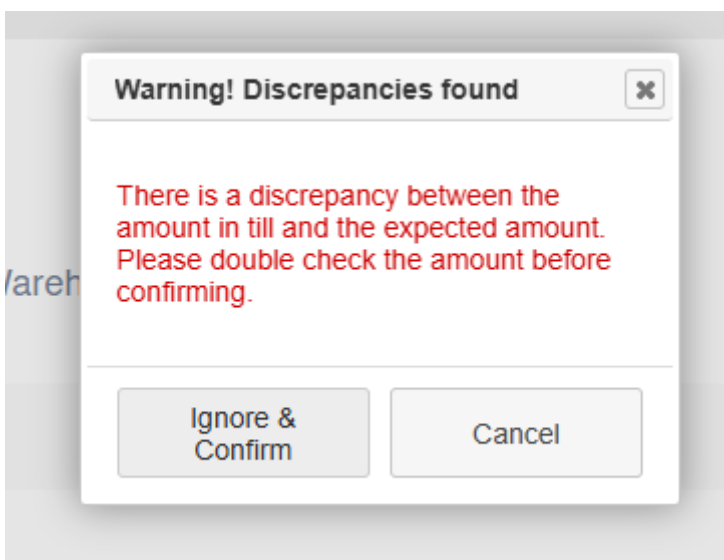 Warning! Discrepancies found
There is a discrepancy between the
amount in till and the expected amount.
Please double check the amount before
confirming.
Ignore &
Confirm
Cancel